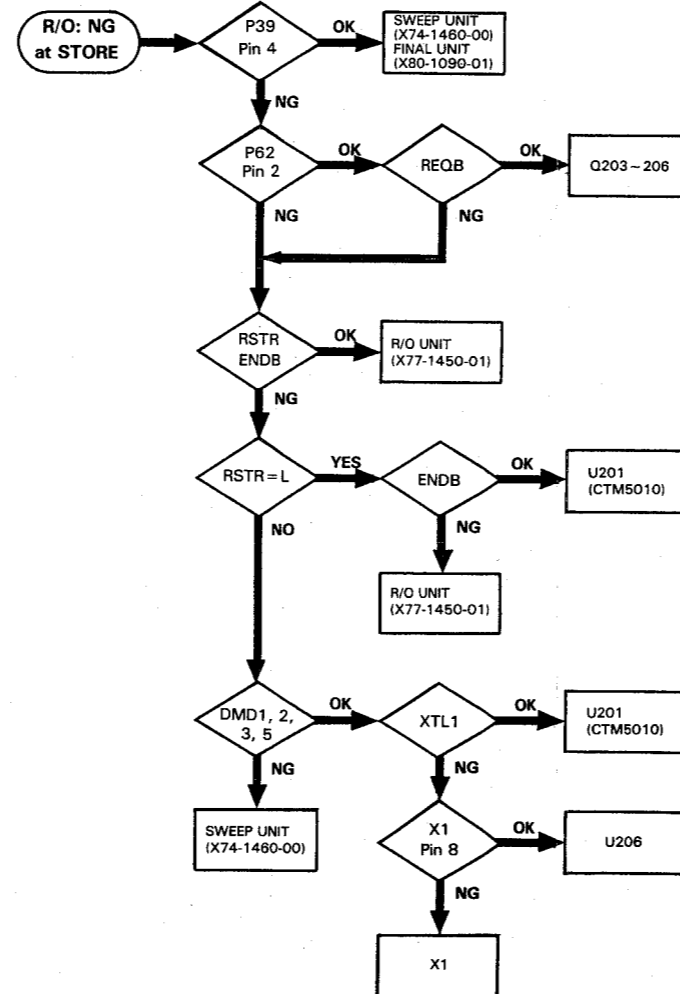 R/O: NG
at STORE
P39
Pin 4
OK
SWEEP UNIT
(X74-1460-00)
FINAL UNIT
(X80-1090-01)
NG
P62
Pin 2
OK
REQB
OK
Q203~206
NG
NG
RSTR
ENDB
OK
R/O UNIT
(X77-1450-01)
NG
RSTR=L
YES
ENDB
OK
U201
(CTM5010)
NO
NG
R/O UNIT
(X77-1450-01)
DMD1, 2,
3, 5
OK
XTL1
OK
U201
(CTM5010)
NG
NG
SWEEP UNIT
(X74-1460-00)
X1
Pin 8
OK
U206
NG
X1